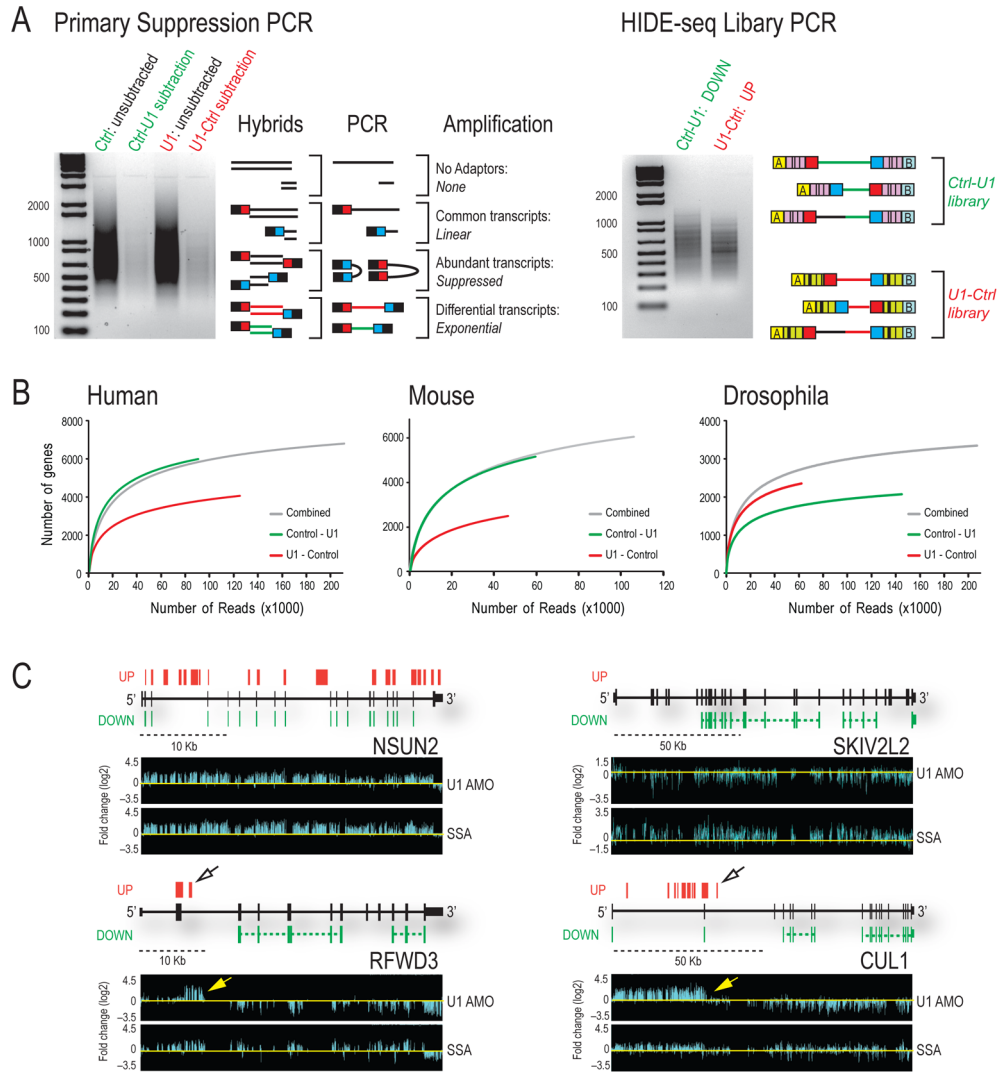 A
Primary Suppression PCR
HIDE-seq Libary PCR
Ctrl: unsubtracted
Ctrl-U1 subtraction
U1: unsubtracted
U1-Ctrl subtraction
Hybrids
PCR
Amplification
2000
1000
500
100
No Adaptors:
None
Common transcripts:
Linear
Abundant transcripts:
Suppressed
Differential transcripts:
Exponential
Ctrl-U1: DOWN
U1-Ctrl: UP
2000
1000
500
100
A B
A B
A B
Ctrl-U1
library
A B
A B
A B
U1-Ctrl
library
B
Human
Number of genes
8000
6000
4000
2000
0
0 20 40 60 80 100 120 140 160 180 200
Number of Reads (x1000)
Combined
Control - U1
U1 - Control
Mouse
6000
4000
2000
0
0 20 40 60 80 100 120
Number of Reads (x1000)
Combined
Control - U1
U1 - Control
Drosophila
4000
3000
2000
1000
0
0 20 40 60 80 100 120 140 160 180 200
Number of Reads (x1000)
Combined
Control - U1
U1 - Control
C
UP
5’ 3’
DOWN
10 Kb
NSUN2
Fold change (log2)
4.5
0
−3.5
U1 AMO
4.5
0
−3.5
SSA
UP
5’ 3’
DOWN
50 Kb
SKIV2L2
Fold change (log2)
1.5
0
−3.5
U1 AMO
3.5
0
−1.5
SSA
UP
5’ 3’
DOWN
10 Kb
RFWD3
Fold change (log2)
4.5
0
−3.5
U1 AMO
4.5
0
−3.5
SSA
UP
5’ 3’
DOWN
50 Kb
CUL1
Fold change (log2)
4.5
0
−3.5
U1 AMO
4.5
0
−3.5
SSA